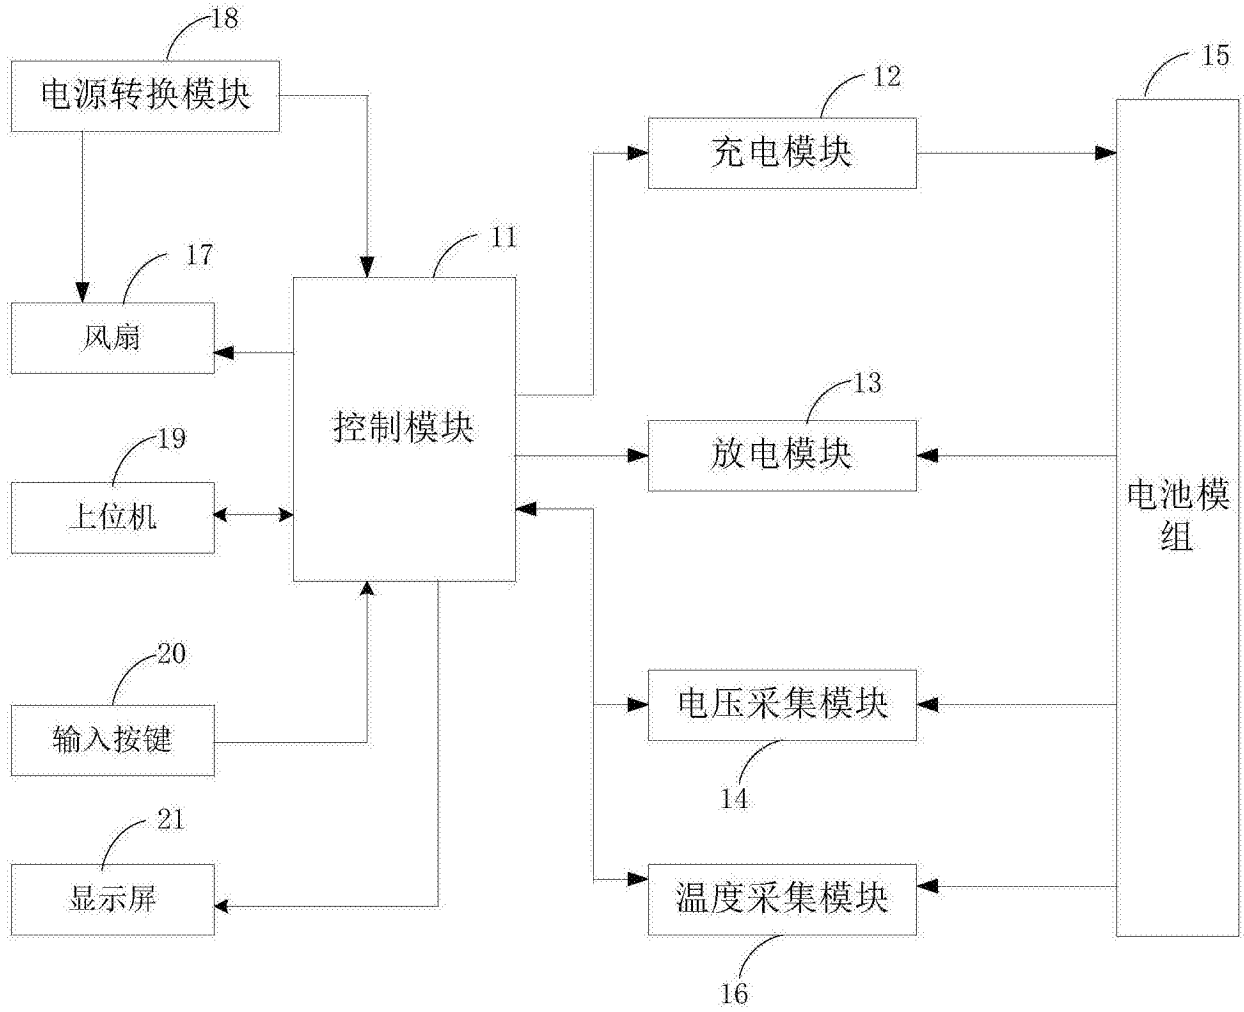 18
电源转换模块
12
15
充电模块
17
11
风扇
13
控制模块
放电模块
19
上位机
电池模
组
20
输入按键
电压采集模块
14
21
显示屏
温度采集模块
16